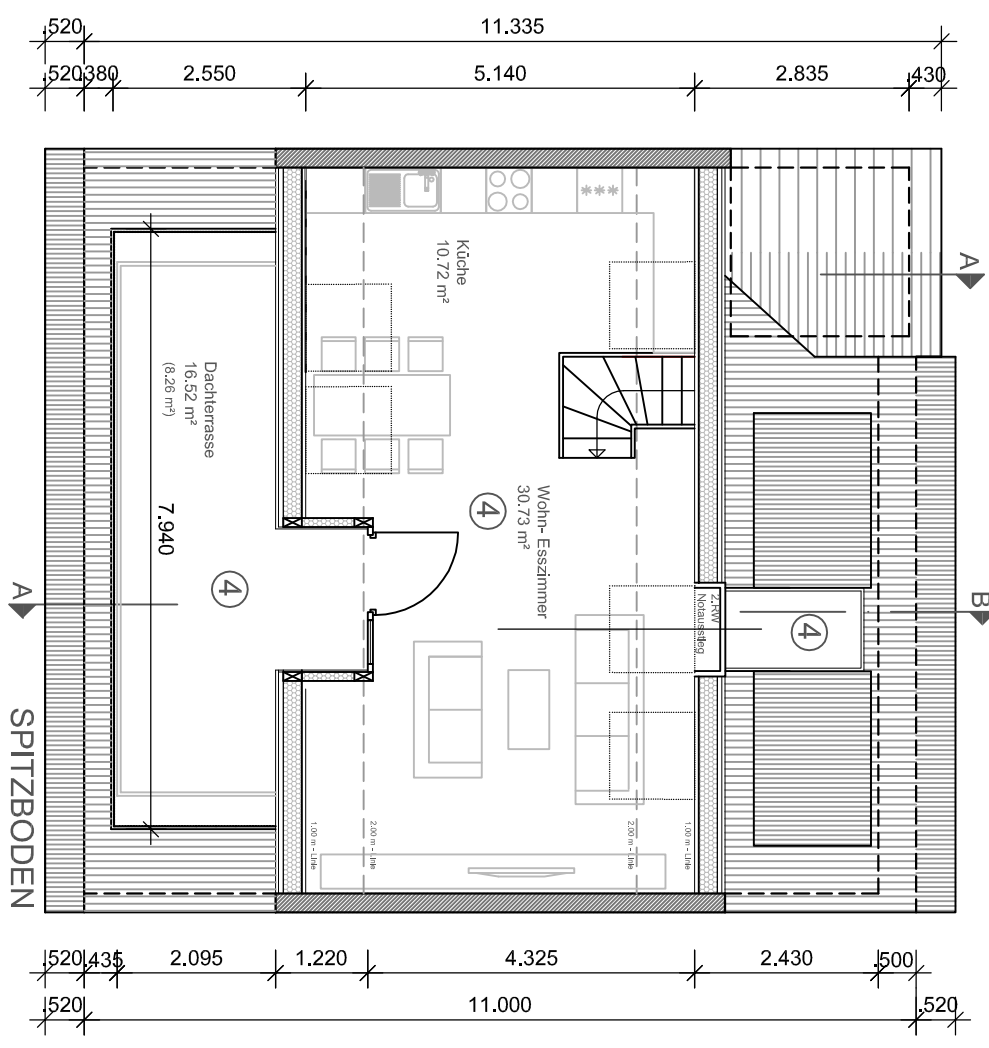 .520
11.335
.520
.380
2.550
5.140
2.835
.430
A
Küche
10.72 m²
***
Dachterrasse
16.52 m²
(8.26 m²)
7.940
4
4
Wohn- Esszimmer
30.73 m²
2.RW
Notausstieg
4
B
A
SPITZBODEN
1.00 m - Linie
2.00 m - Linie
2.00 m - Linie
1.00 m - Linie
.520
.435
2.095
1.220
4.325
2.430
.500
.520
11.000
.520